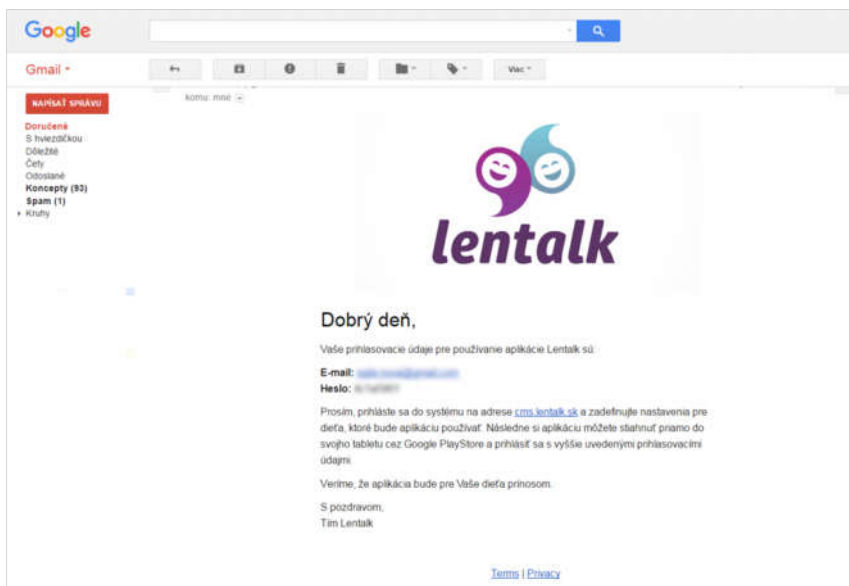 Google
Gmail
Viac
NAPÍSAŤ SPRÁVU
komu: mne
Doručené
S hviezdičkou
Dôležité
Čety
Odoslané
Koncepty (93)
Spam (1)
Kruhy
lentalk
Dobrý deň,
Vaše prihlasovacie údaje pre používanie aplikácie Lentalk sú:
E-mail:
Heslo:
Prosím, prihláste sa do systému na adrese cms.lentalk.sk a zadefinujte nastavenia pre
dieťa, ktoré bude aplikáciu používať. Následne si aplikáciu môžete stiahnuť priamo do
svojho tabletu cez Google PlayStore a prihlásiť sa s vyššie uvedenými prihlasovacími
údajmi.
Veríme, že aplikácia bude pre Vaše dieťa prínosom.
S pozdravom,
Tím Lentalk
Terms | Privacy